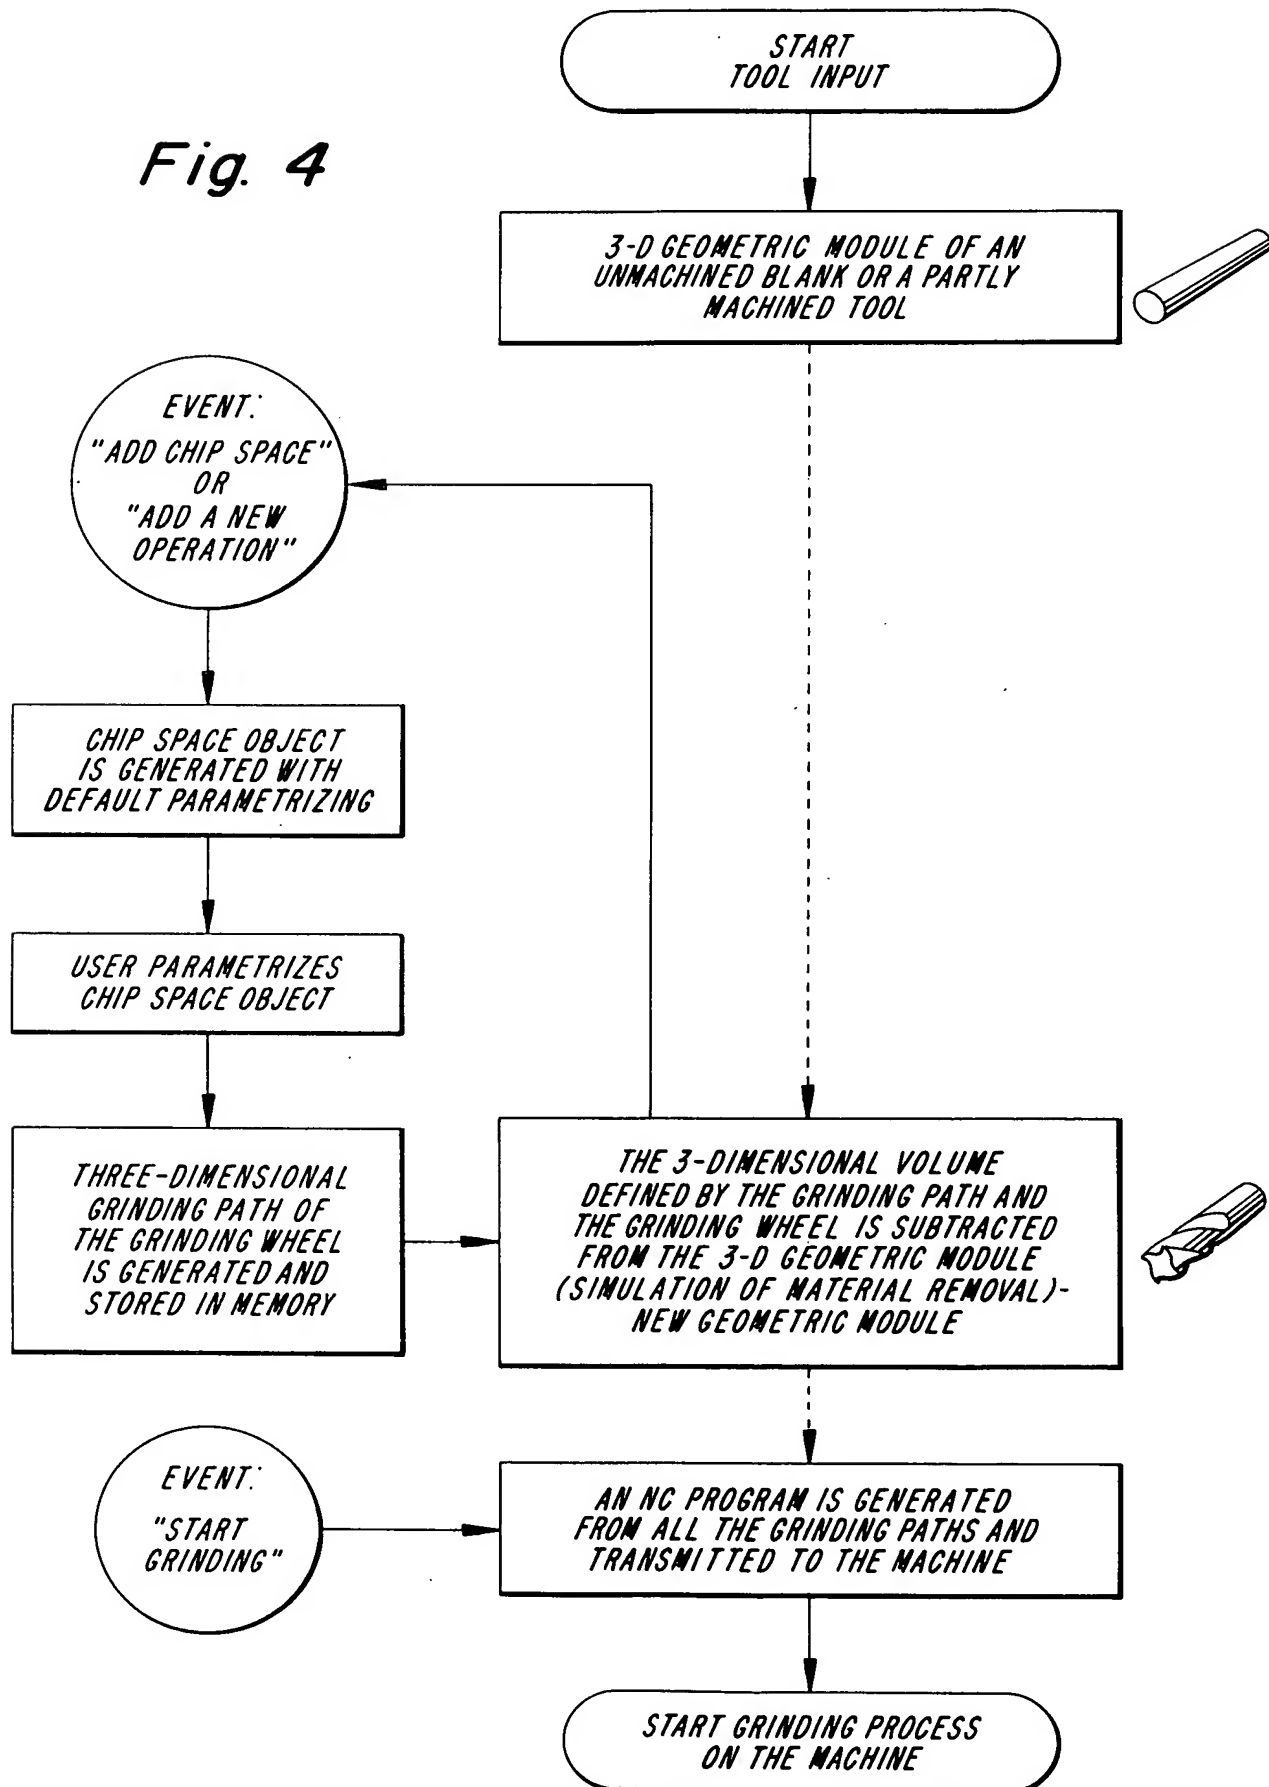 START
TOOL INPUT
Fig. 4
3-D GEOMETRIC MODULE OF AN
UNMACHINED BLANK OR A PARTLY
MACHINED TOOL
EVENT:
"ADD CHIP SPACE"
OR
"ADD A NEW
OPERATION"
CHIP SPACE OBJECT
IS GENERATED WITH
DEFAULT PARAMETRIZING
USER PARAMETRIZES
CHIP SPACE OBJECT
THREE-DIMENSIONAL
GRINDING PATH OF
THE GRINDING WHEEL
IS GENERATED AND
STORED IN MEMORY
THE 3-DIMENSIONAL VOLUME
DEFINED BY THE GRINDING PATH AND
THE GRINDING WHEEL IS SUBTRACTED
FROM THE 3-D GEOMETRIC MODULE
(SIMULATION OF MATERIAL REMOVAL)-
NEW GEOMETRIC MODULE
EVENT:
"START
GRINDING"
AN NC PROGRAM IS GENERATED
FROM ALL THE GRINDING PATHS AND
TRANSMITTED TO THE MACHINE
START GRINDING PROCESS
ON THE MACHINE